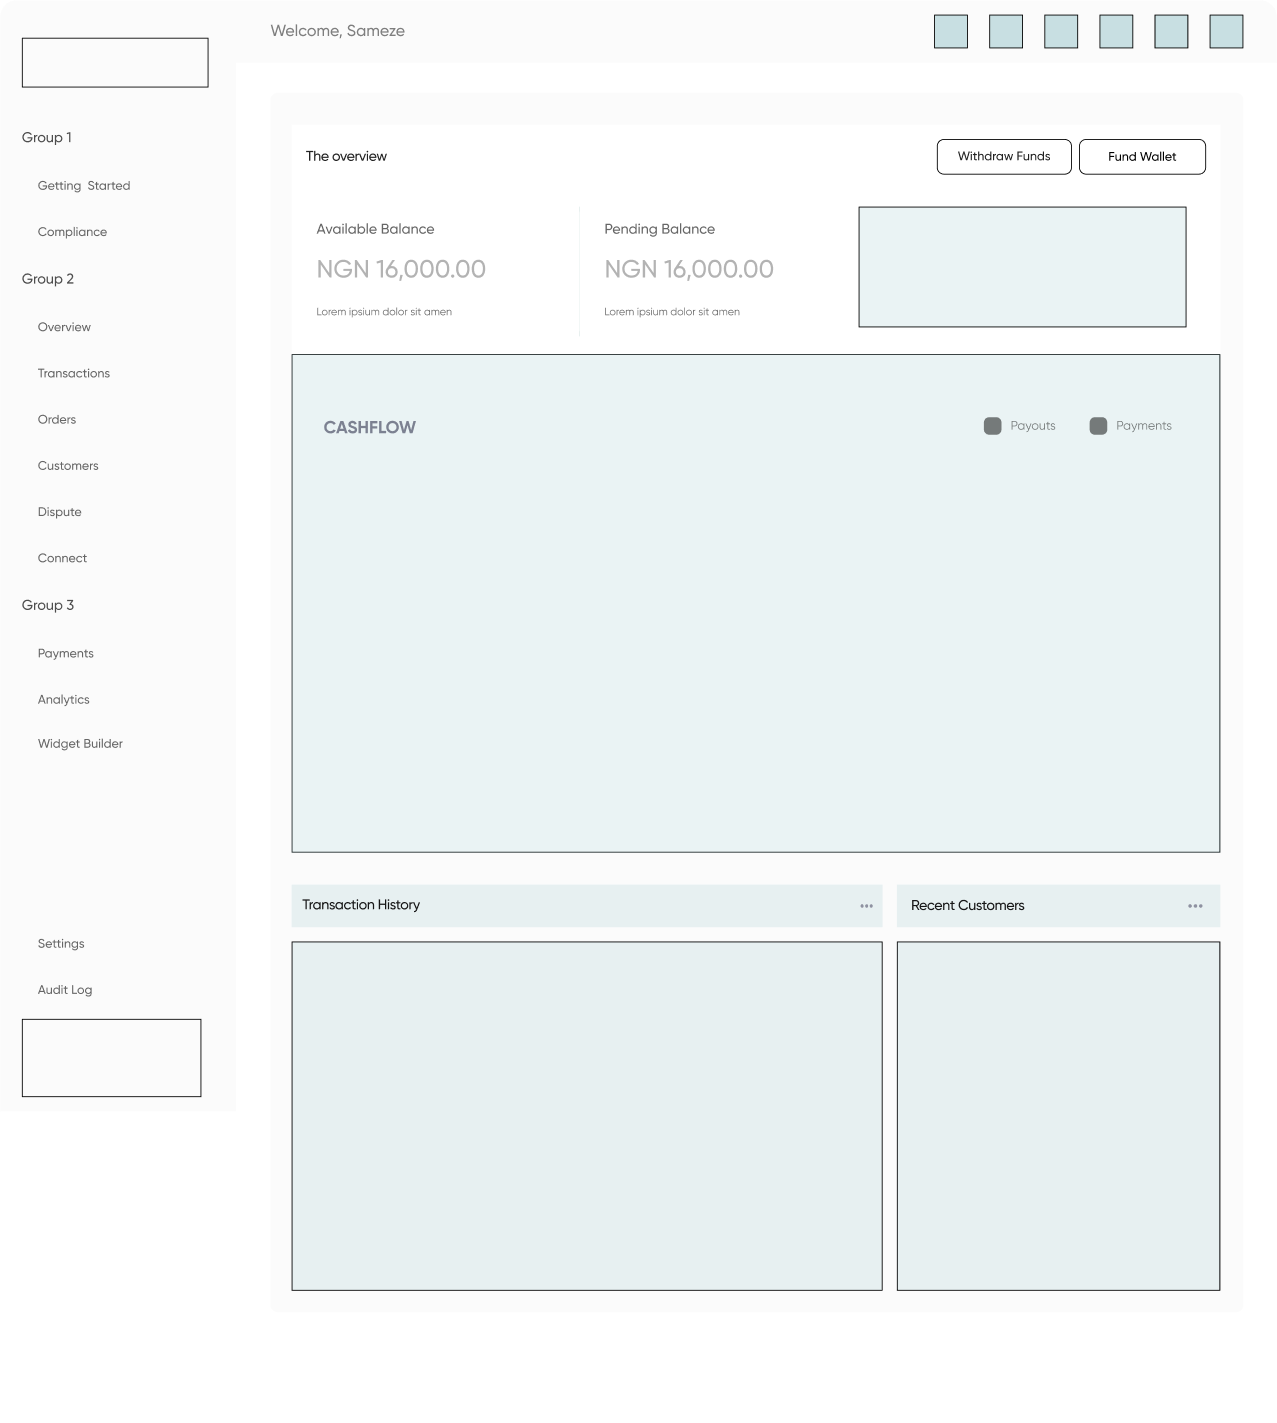 Welcome, Sameze
Group 1
Getting  Started
Compliance
Group 2
Overview
Transactions
Orders
Customers
Dispute
Connect
Group 3
Payments
Analytics
Widget Builder
Settings
Audit Log
The overview
Withdraw Funds
Fund Wallet
Available Balance
NGN 16,000.00
Lorem ipsium dolor sit amen
Pending Balance
NGN 16,000.00
Lorem ipsium dolor sit amen
CASHFLOW
Payouts
Payments
Transaction History
Recent Customers